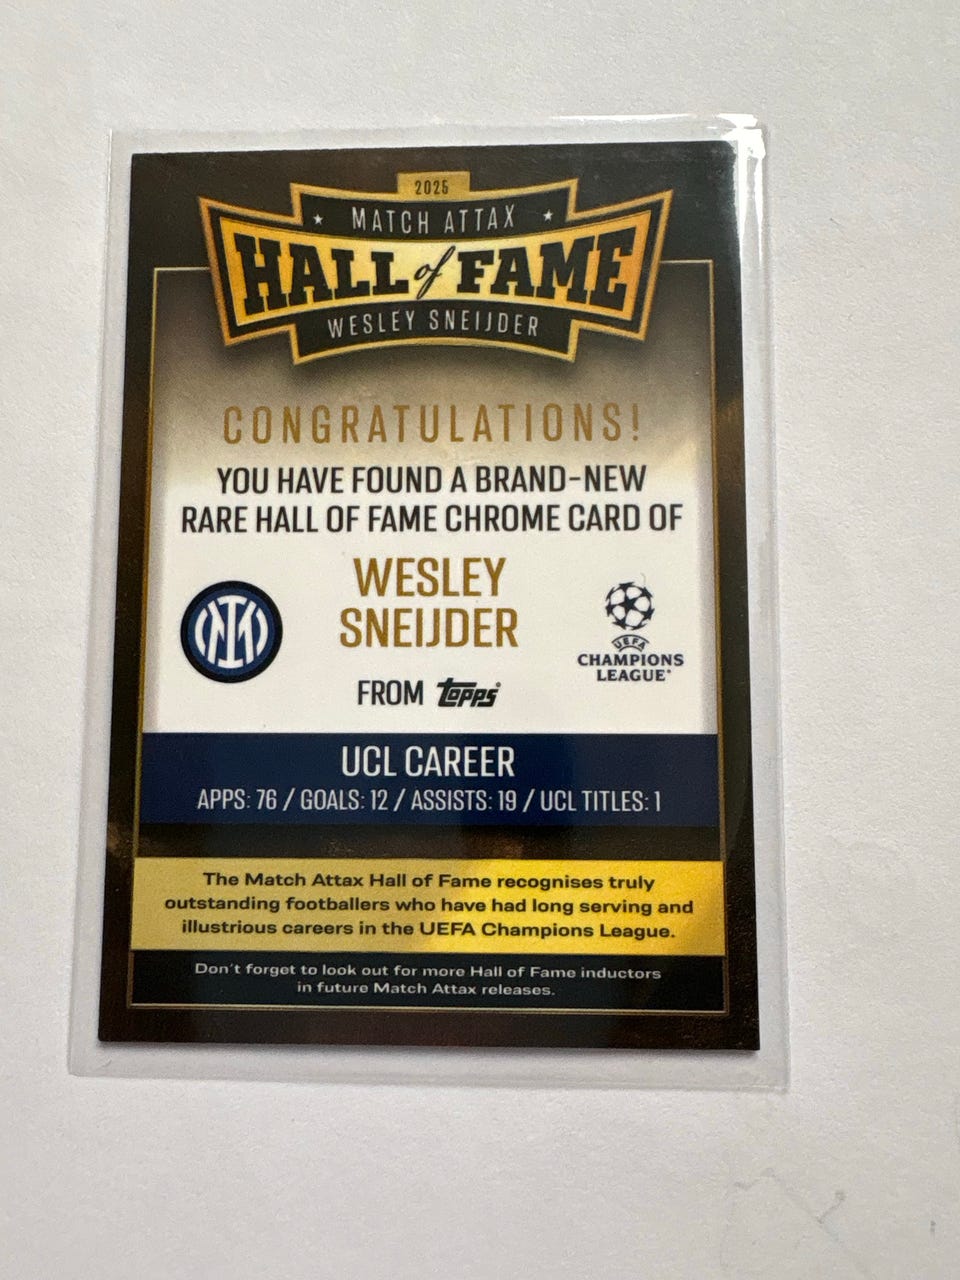 2026
MATCH ATTAX
HALL of FAME
WESLEY SNEIJDER
CONGRATULATIONS!
YOU HAVE FOUND A BRAND-NEW
RARE HALL OF FAME CHROME CARD OF
WESLEY
SNEIJDER
UEFA
CHAMPIONS
LEAGUE®
FROM Topps®
UCL CAREER
APPS: 76 / GOALS: 12 / ASSISTS: 19 / UCL TITLES: 1
The Match Attax Hall of Fame recognises truly
outstanding footballers who have had long serving and
illustrious careers in the UEFA Champions League.
Don't forget to look out for more Hall of Fame inductors
in future Match Attax releases.